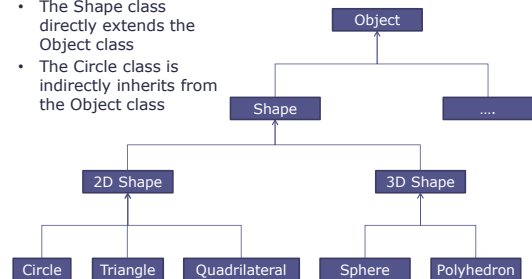 • The Shape class
directly extends the
Object class
• The Circle class is
indirectly inherits from
the Object class
Object
Shape
....
2D Shape
3D Shape
Circle
Triangle
Quadrilateral
Sphere
Polyhedron